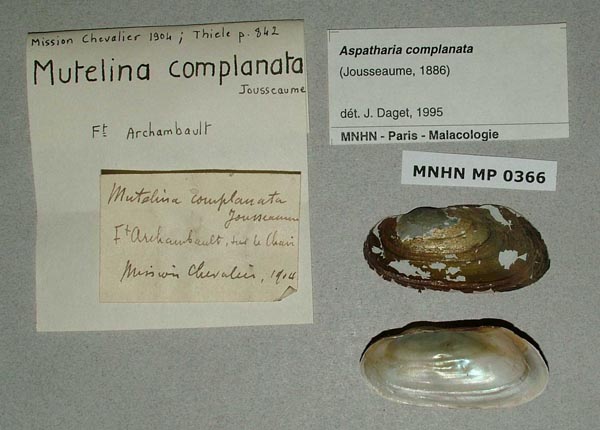 Mission Chevalier 1904 ; Thiele p. 842
Mutelina complanata
Jousseaume
Ft Archambault
Mutelina complanata
Jousseaume
Ft Archambault, sur le Chari
Mission Chevalier, 1904
Aspatharia complanata
(Jousseaume, 1886)
dét. J. Daget, 1995
MNHN - Paris - Malacologie
MNHN MP 0366